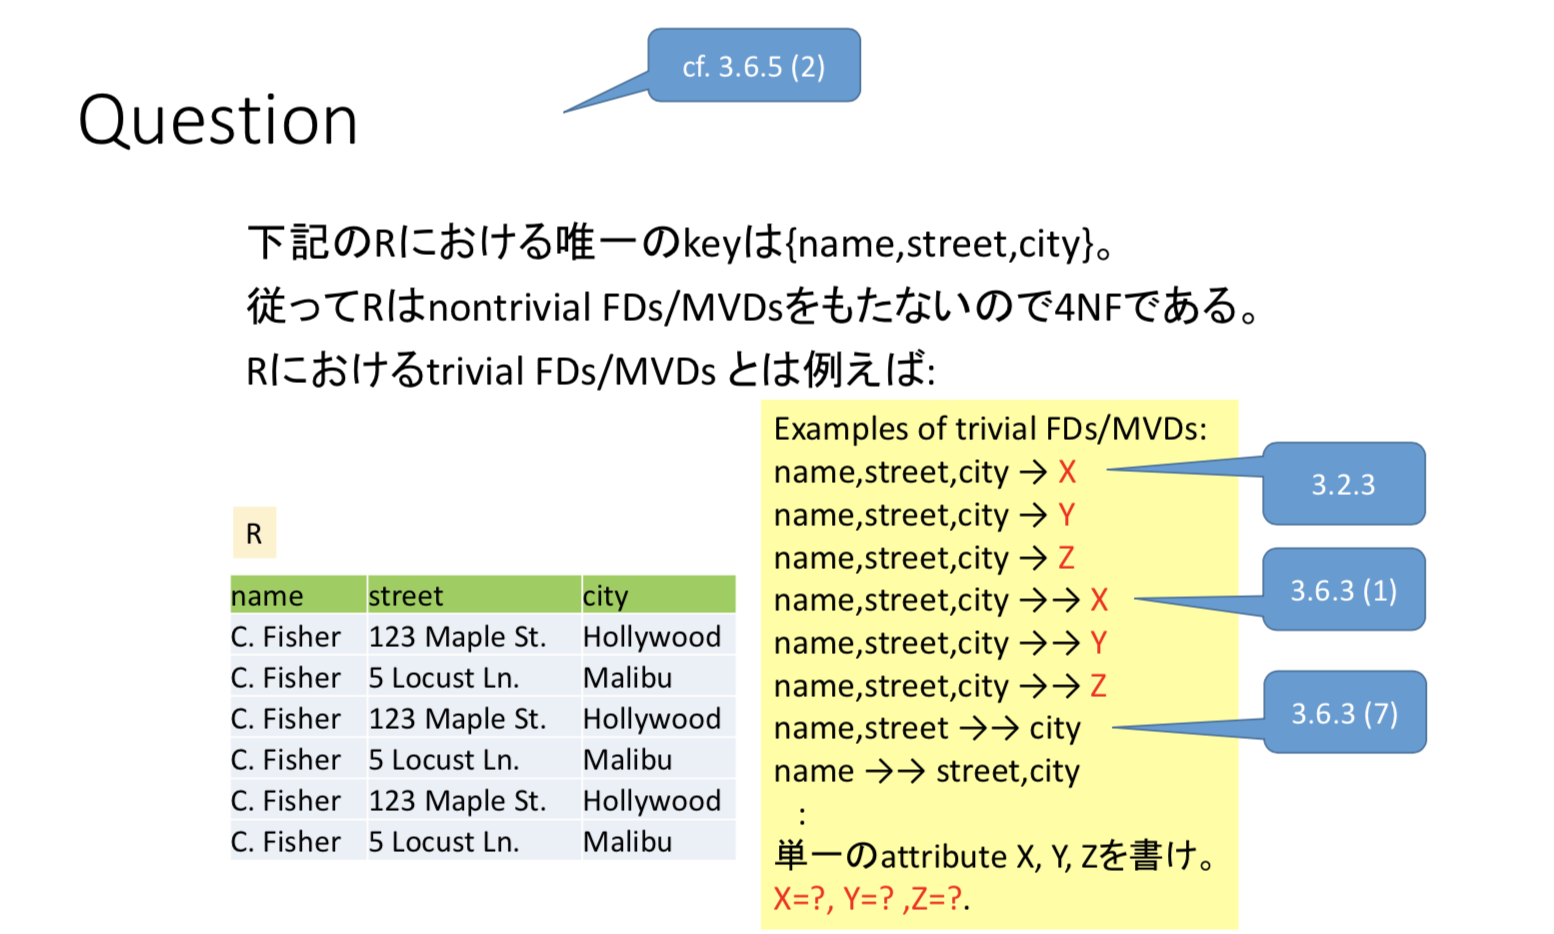 cf. 3.6.5 (2)
Question
下記のRにおける唯一のkeyは{name,street,city}。
従ってRはnontrivial FDs/MVDsをもたないので4NFである。
Rにおけるtrivial FDs/MVDs とは例えば:
R
name street city
C. Fisher 123 Maple St. Hollywood
C. Fisher 5 Locust Ln. Malibu
C. Fisher 123 Maple St. Hollywood
C. Fisher 5 Locust Ln. Malibu
C. Fisher 123 Maple St. Hollywood
C. Fisher 5 Locust Ln. Malibu
Examples of trivial FDs/MVDs:
name,street,city → X
name,street,city → Y
name,street,city → Z
name,street,city →→ X
name,street,city →→ Y
name,street,city →→ Z
name,street →→ city
name →→ street,city
:
単一のattribute X, Y, Zを書け。
X=?, Y=? ,Z=?.
3.2.3
3.6.3 (1)
3.6.3 (7)